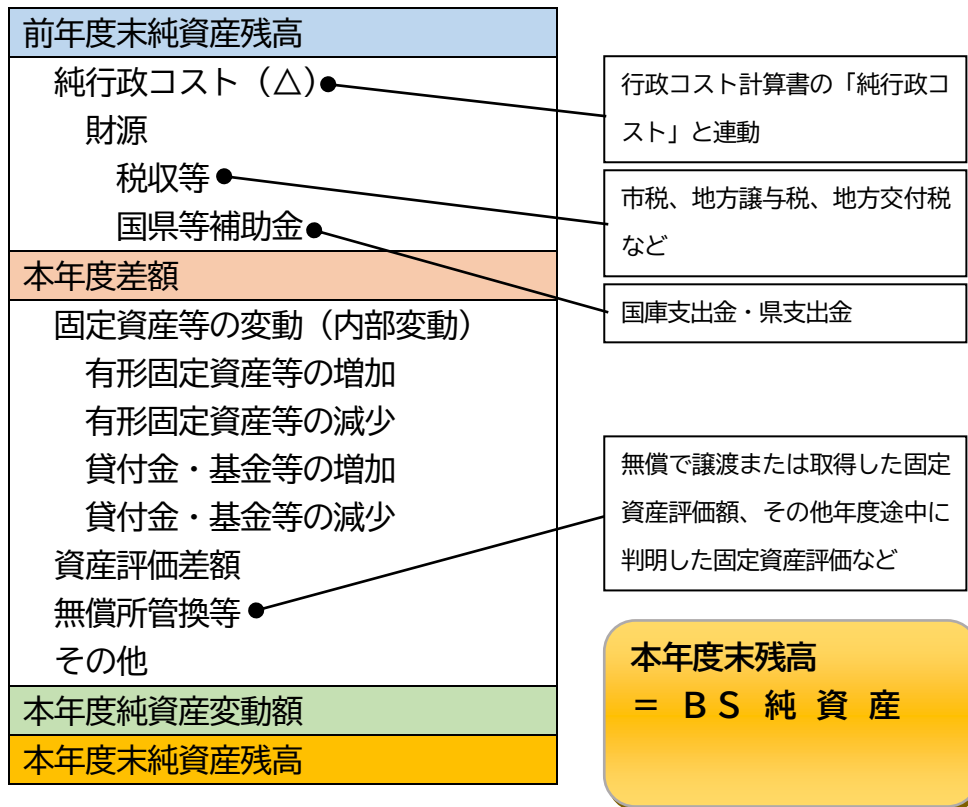 前年度末純資産残高
純行政コスト（△）
財源
税収等
国県等補助金
本年度差額
固定資産等の変動（内部変動）
有形固定資産等の増加
有形固定資産等の減少
貸付金・基金等の増加
貸付金・基金等の減少
資産評価差額
無償所管換等
その他
本年度純資産変動額
本年度末純資産残高
行政コスト計算書の「純行政コ
スト」と連動
市税、地方譲与税、地方交付税
など
国庫支出金・県支出金
無償で譲渡または取得した固定
資産評価額、その他年度途中に
判明した固定資産評価など
本年度末残高
＝ ＢＳ 純 資 産